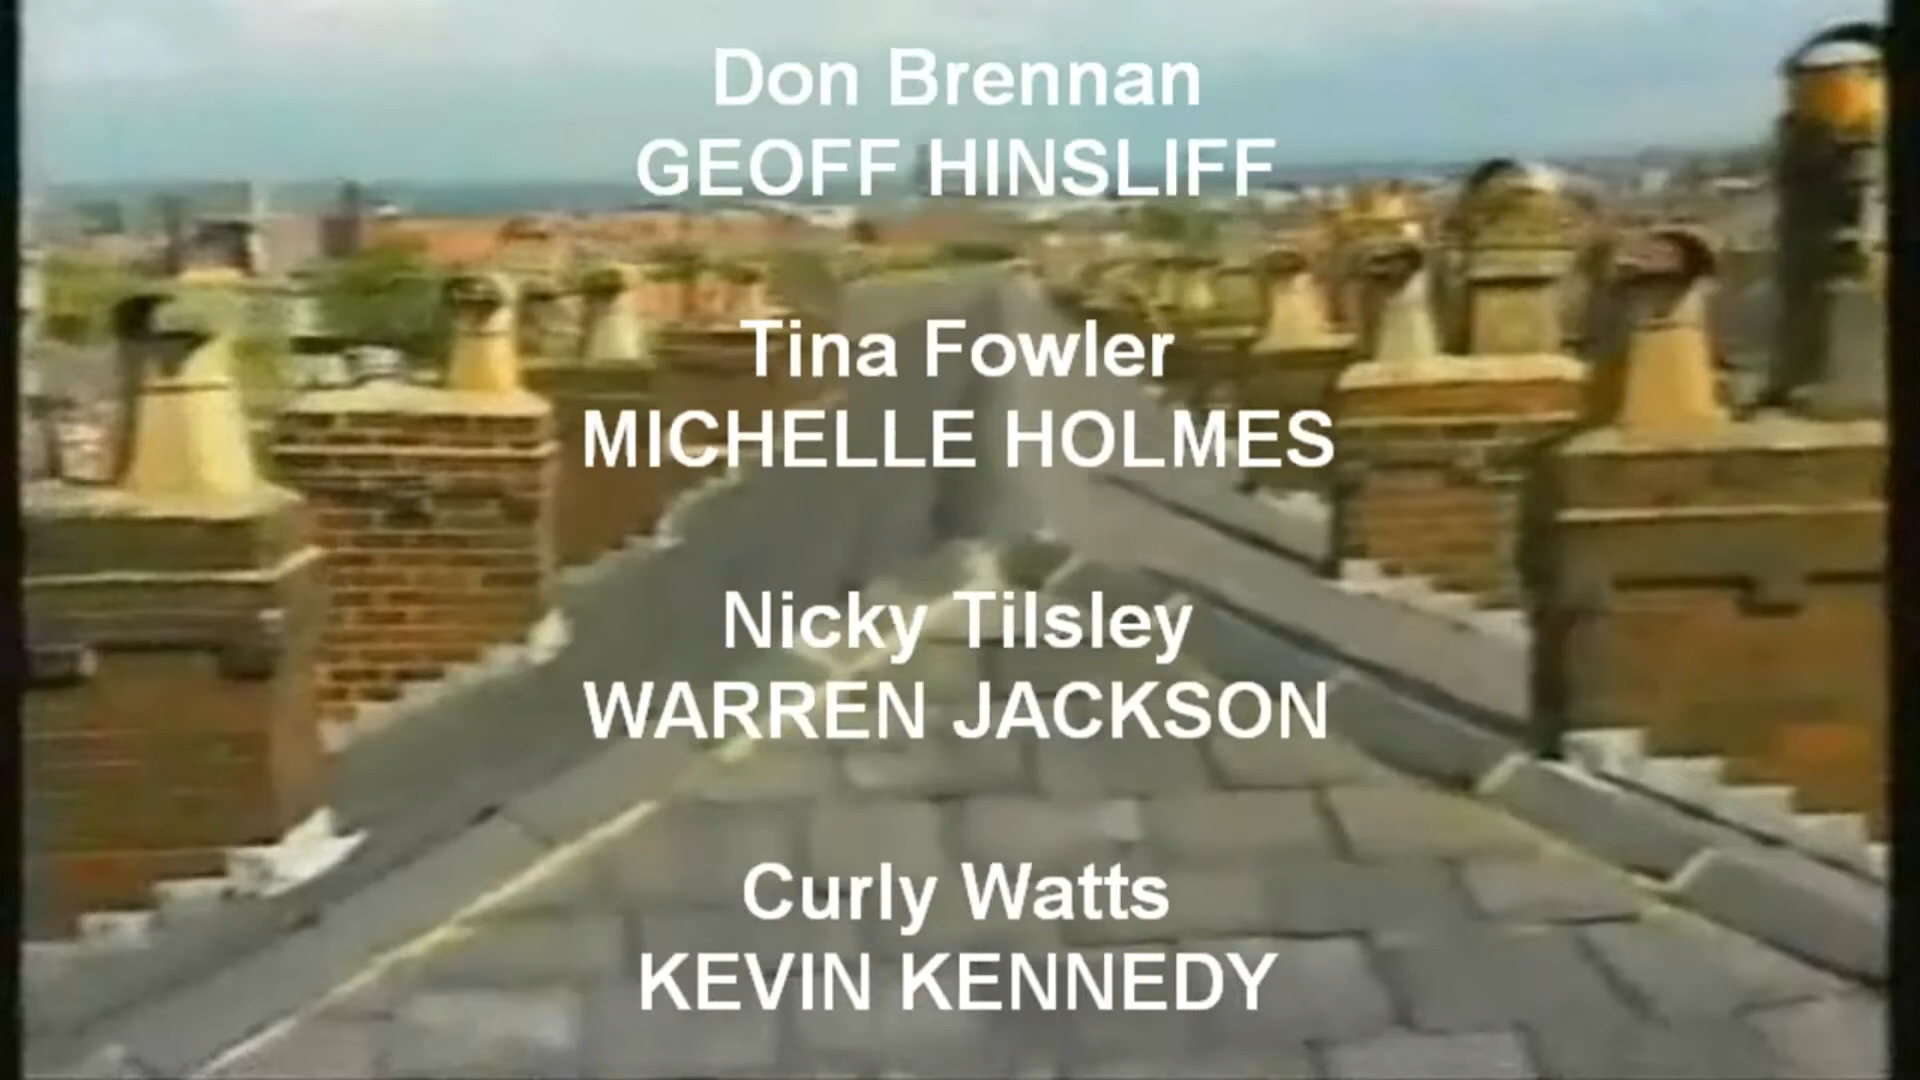 Don Brennan
GEOFF HINSLIFF
Tina Fowler
MICHELLE HOLMES
Nicky Tilsley
WARREN JACKSON
Curly Watts
KEVIN KENNEDY